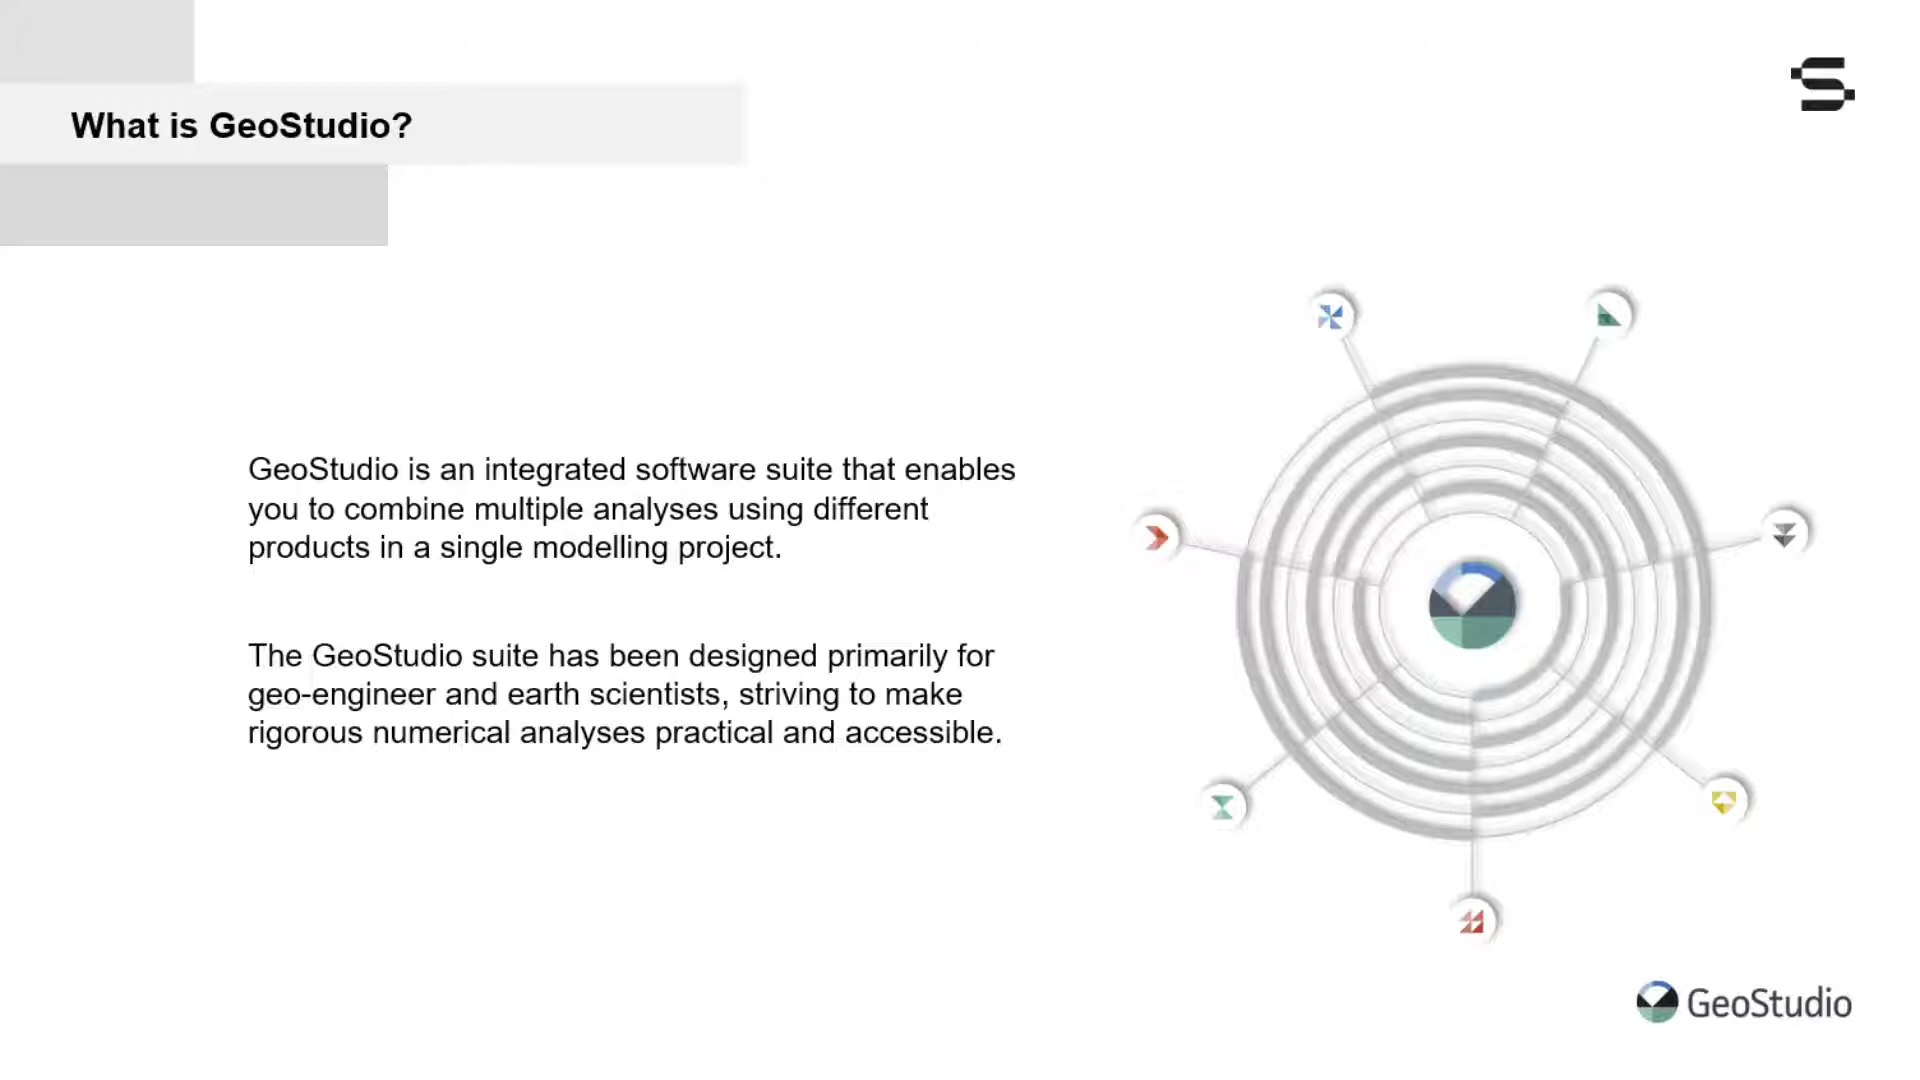 What is GeoStudio?
GeoStudio is an integrated software suite that enables
you to combine multiple analyses using different
products in a single modelling project.
The GeoStudio suite has been designed primarily for
geo-engineer and earth scientists, striving to make
rigorous numerical analyses practical and accessible.
GeoStudio